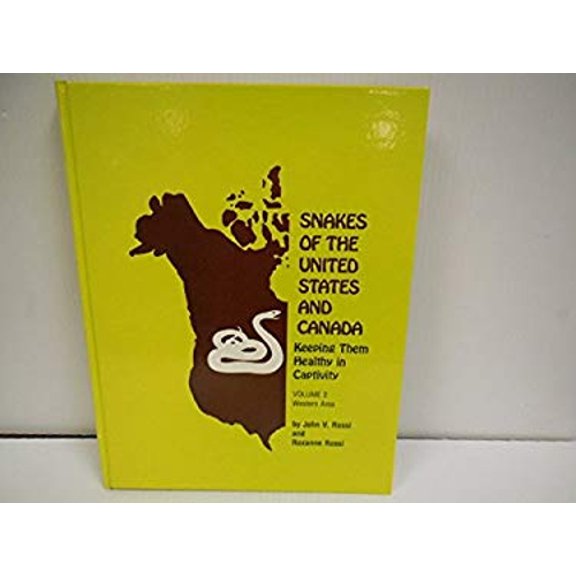 SNAKES
OF THE
UNITED
STATES
AND
CANADA
Keeping Them
Healthy in
Captivity
VOLUME 2
Western Area
by John V. Rossi
and
Roxanne Rossi